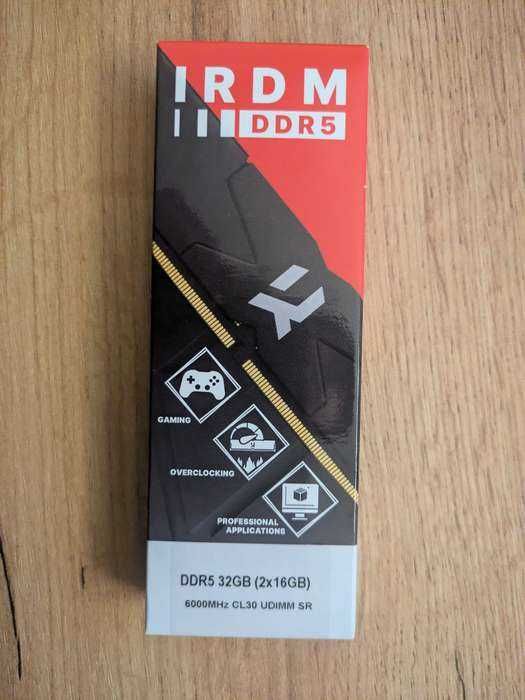 IRDM
DDR5
GAMING
OVERCLOCKING
PROFESSIONAL
APPLICATIONS
DDR5 32GB (2x16GB)
6000MHz CL30 UDIMM SR